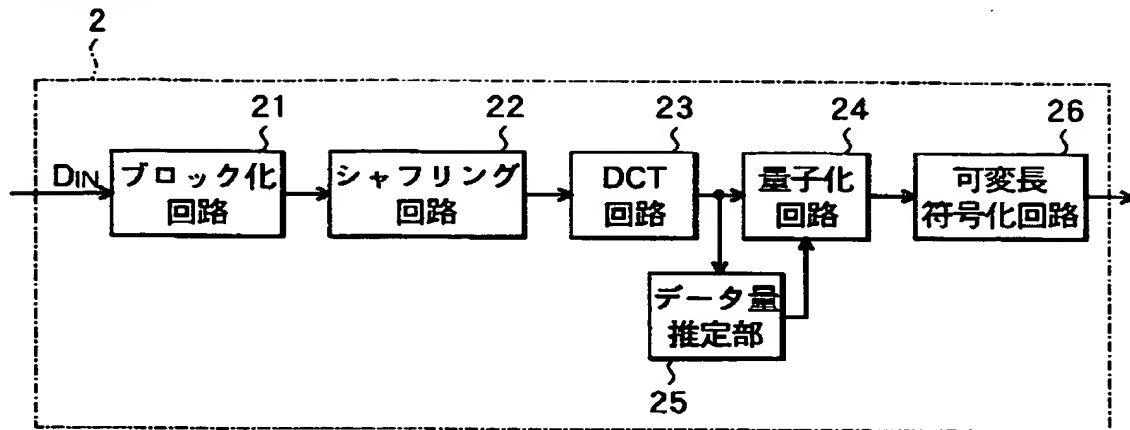 2
21
22
23
24
26
DIN
ブロック化
回路
シャフリング
回路
DCT
回路
量子化
回路
可変長
符号化回路
データ量
推定部
25